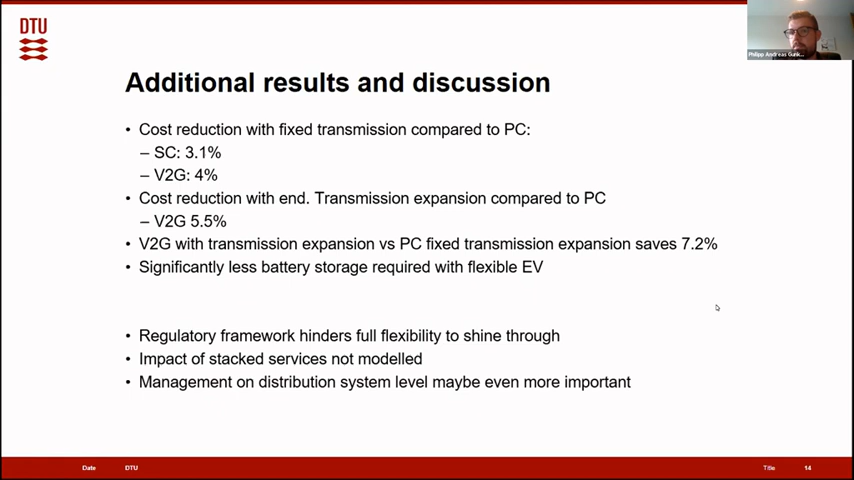 DTU
Philipp Andreas Gunk...
Additional results and discussion
• Cost reduction with fixed transmission compared to PC:
– SC: 3.1%
– V2G: 4%
• Cost reduction with end. Transmission expansion compared to PC
– V2G 5.5%
• V2G with transmission expansion vs PC fixed transmission expansion saves 7.2%
• Significantly less battery storage required with flexible EV
• Regulatory framework hinders full flexibility to shine through
• Impact of stacked services not modelled
• Management on distribution system level maybe even more important
Date DTU Title 14